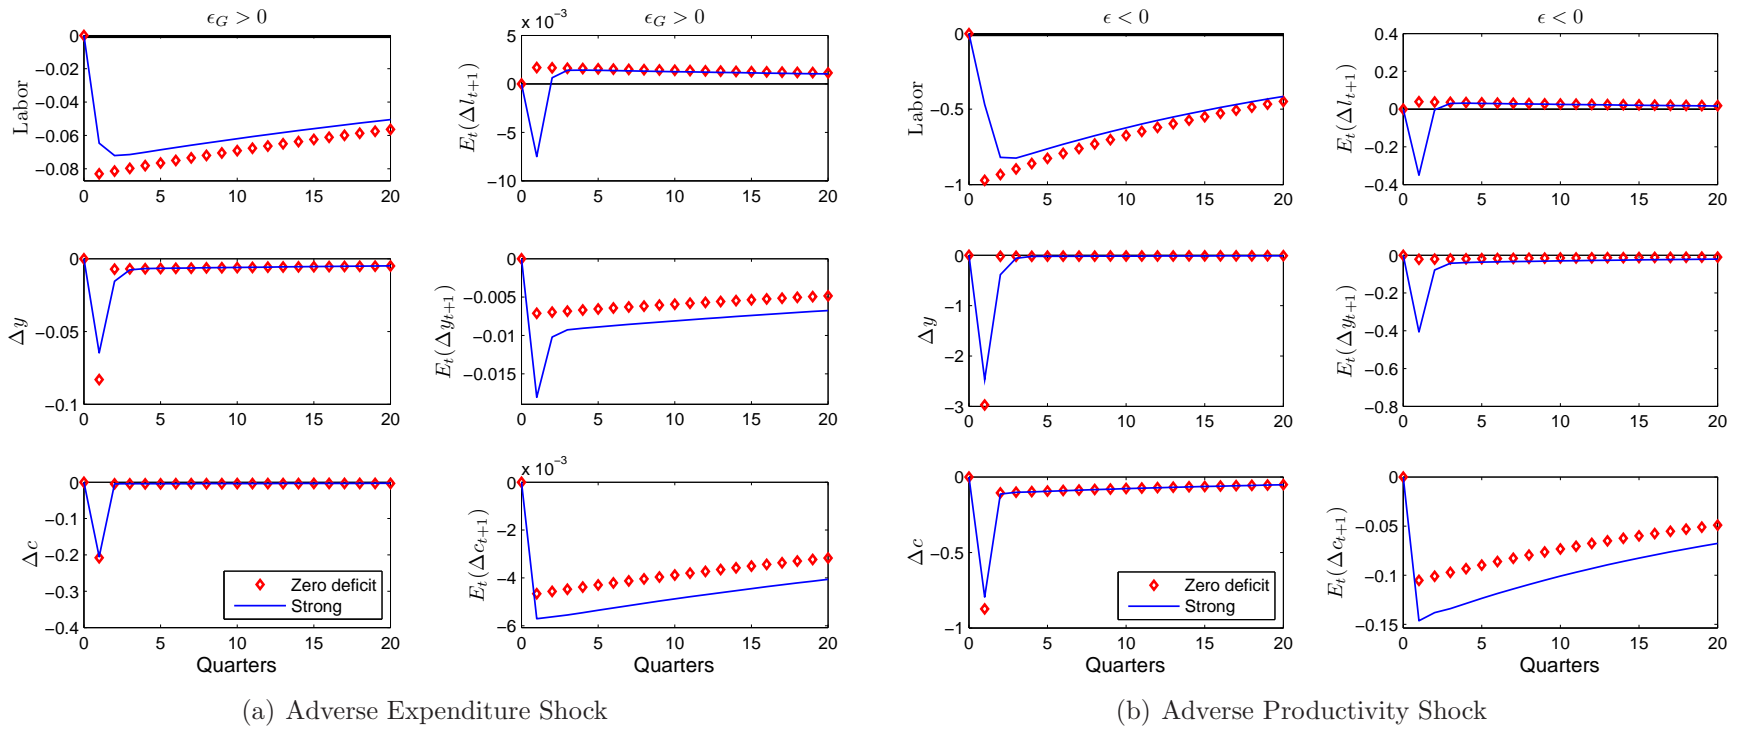 ϵ_G > 0
Labor
0
−0.02
−0.04
−0.06
−0.08
0 5 10 15 20
ϵ_G > 0
x 10⁻³
E_t(Δl_{t+1})
5
0
−5
−10
0 5 10 15 20
ϵ < 0
Labor
0
−0.5
−1
0 5 10 15 20
ϵ < 0
E_t(Δl_{t+1})
0.4
0.2
0
−0.2
−0.4
0 5 10 15 20
Δy
0
−0.05
−0.1
0 5 10 15 20
E_t(Δy_{t+1})
0
−0.005
−0.01
−0.015
0 5 10 15 20
Δy
0
−1
−2
−3
0 5 10 15 20
E_t(Δy_{t+1})
0
−0.2
−0.4
−0.6
−0.8
0 5 10 15 20
Δc
0
−0.1
−0.2
−0.3
−0.4
Zero deficit
Strong
0 5 10 15 20
Quarters
x 10⁻³
E_t(Δc_{t+1})
0
−2
−4
−6
0 5 10 15 20
Quarters
Δc
0
−0.5
−1
Zero deficit
Strong
0 5 10 15 20
Quarters
E_t(Δc_{t+1})
0
−0.05
−0.1
−0.15
0 5 10 15 20
Quarters
(a) Adverse Expenditure Shock
(b) Adverse Productivity Shock